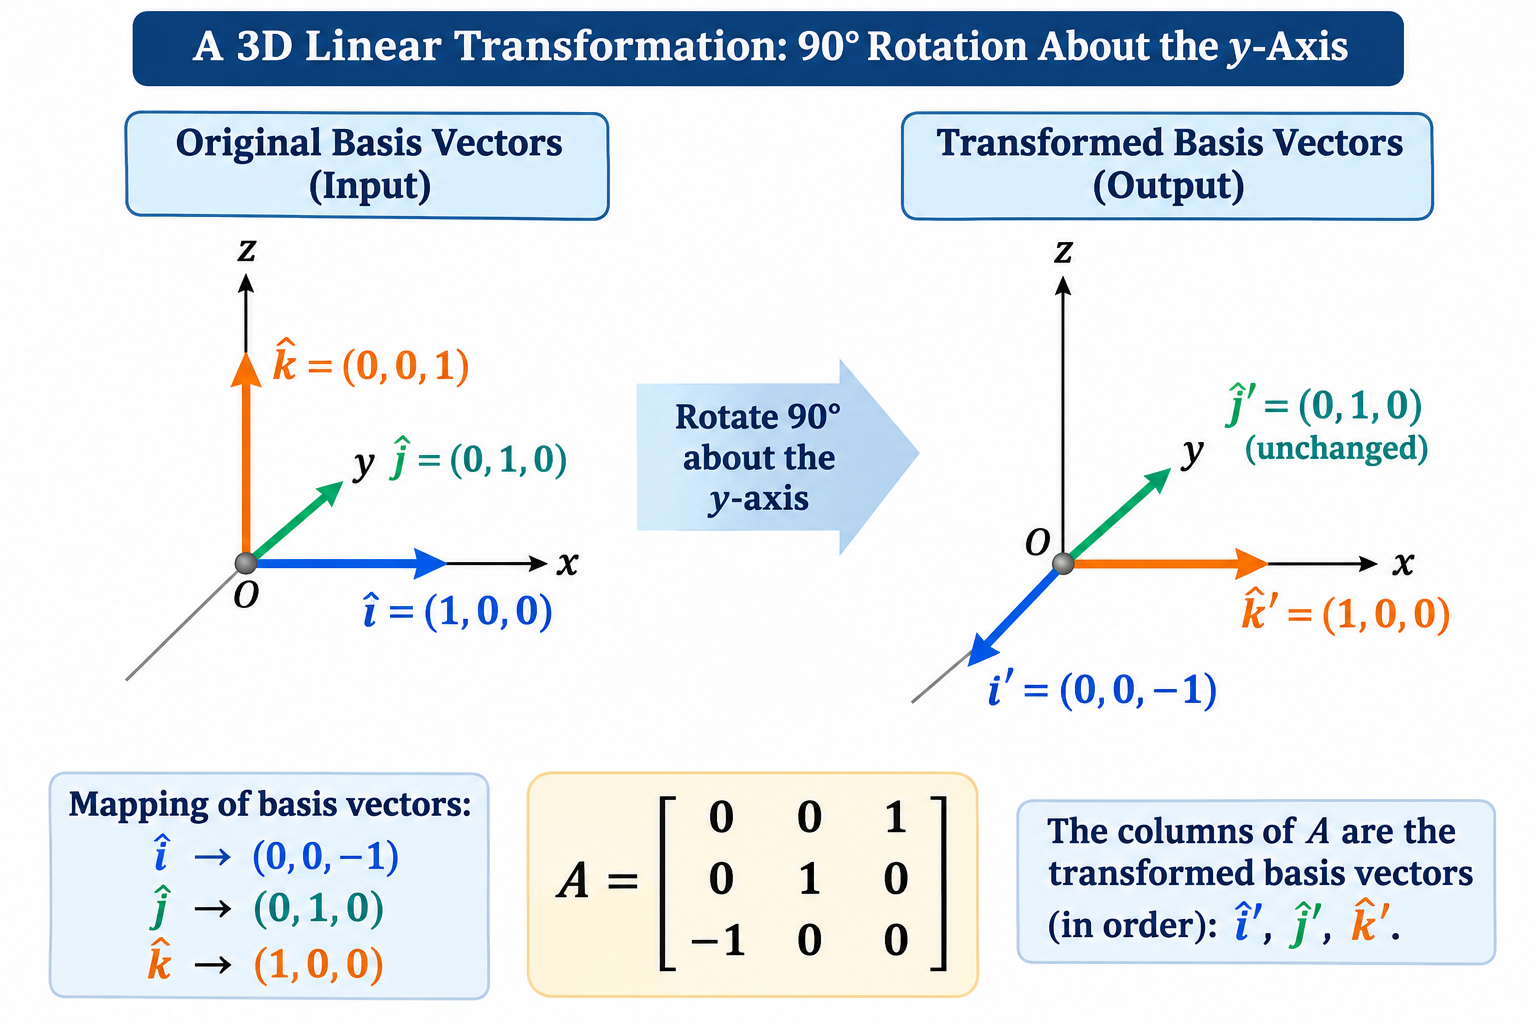 A 3D Linear Transformation: 90° Rotation About the y-Axis
Original Basis Vectors
(Input)
Transformed Basis Vectors
(Output)
z
k̂ = (0, 0, 1)
y ĵ = (0, 1, 0)
x
O
î = (1, 0, 0)
Rotate 90°
about the
y-axis
z
ĵ′ = (0, 1, 0)
(unchanged)
y
O
x
k̂′ = (1, 0, 0)
i′ = (0, 0, −1)
Mapping of basis vectors:
î → (0, 0, −1)
ĵ → (0, 1, 0)
k̂ → (1, 0, 0)
A =
0 0 1
0 1 0
−1 0 0
The columns of A are the
transformed basis vectors
(in order): î′, ĵ′, k̂′.